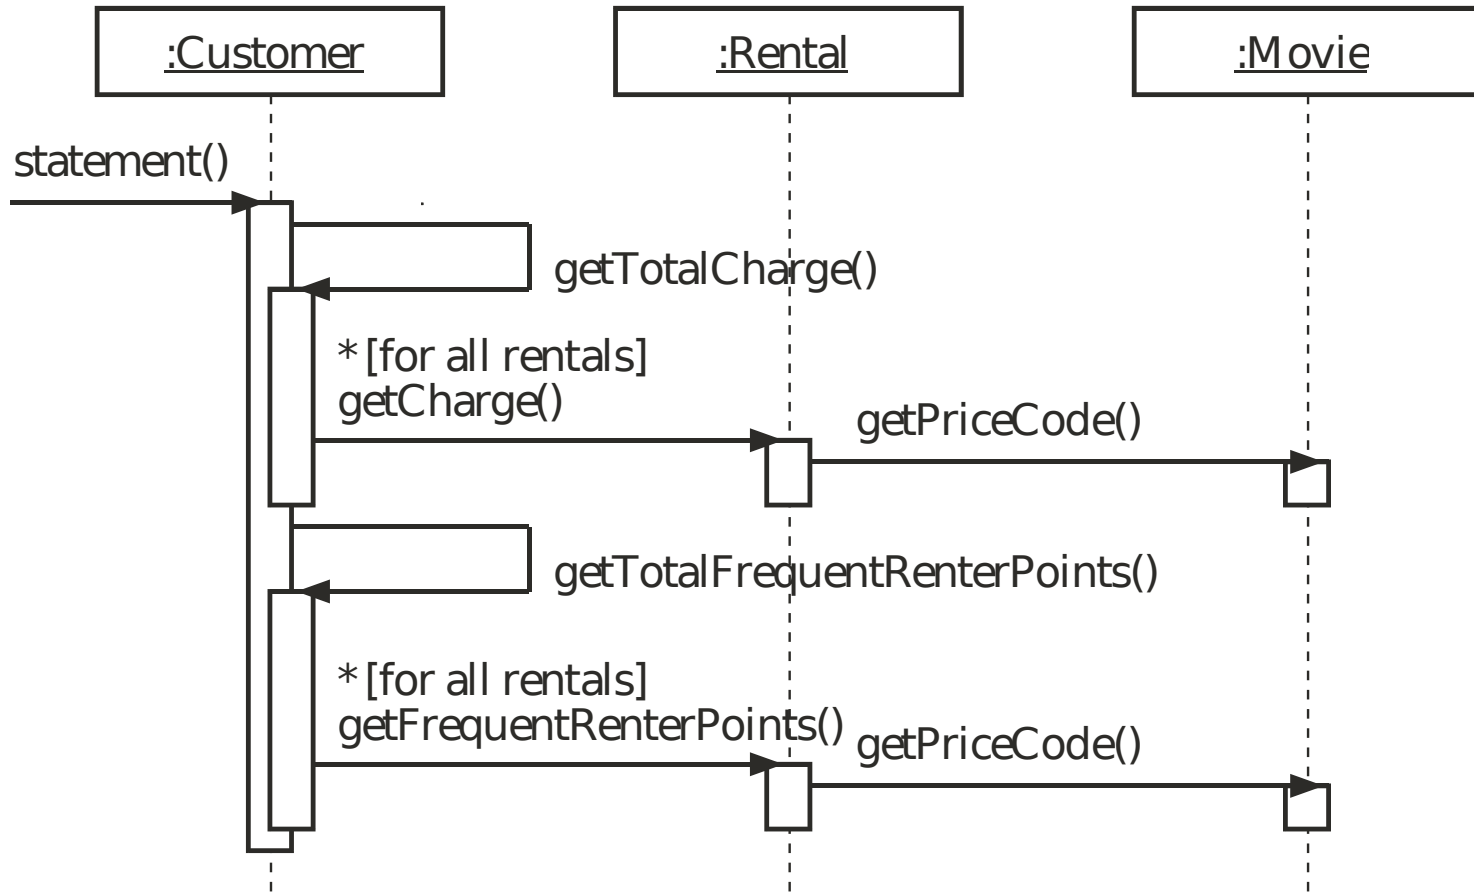 :Customer
:Rental
:Movie
statement()
getTotalCharge()
* [for all rentals]
getCharge()
getPriceCode()
getTotalFrequentRenterPoints()
* [for all rentals]
getFrequentRenterPoints()
getPriceCode()